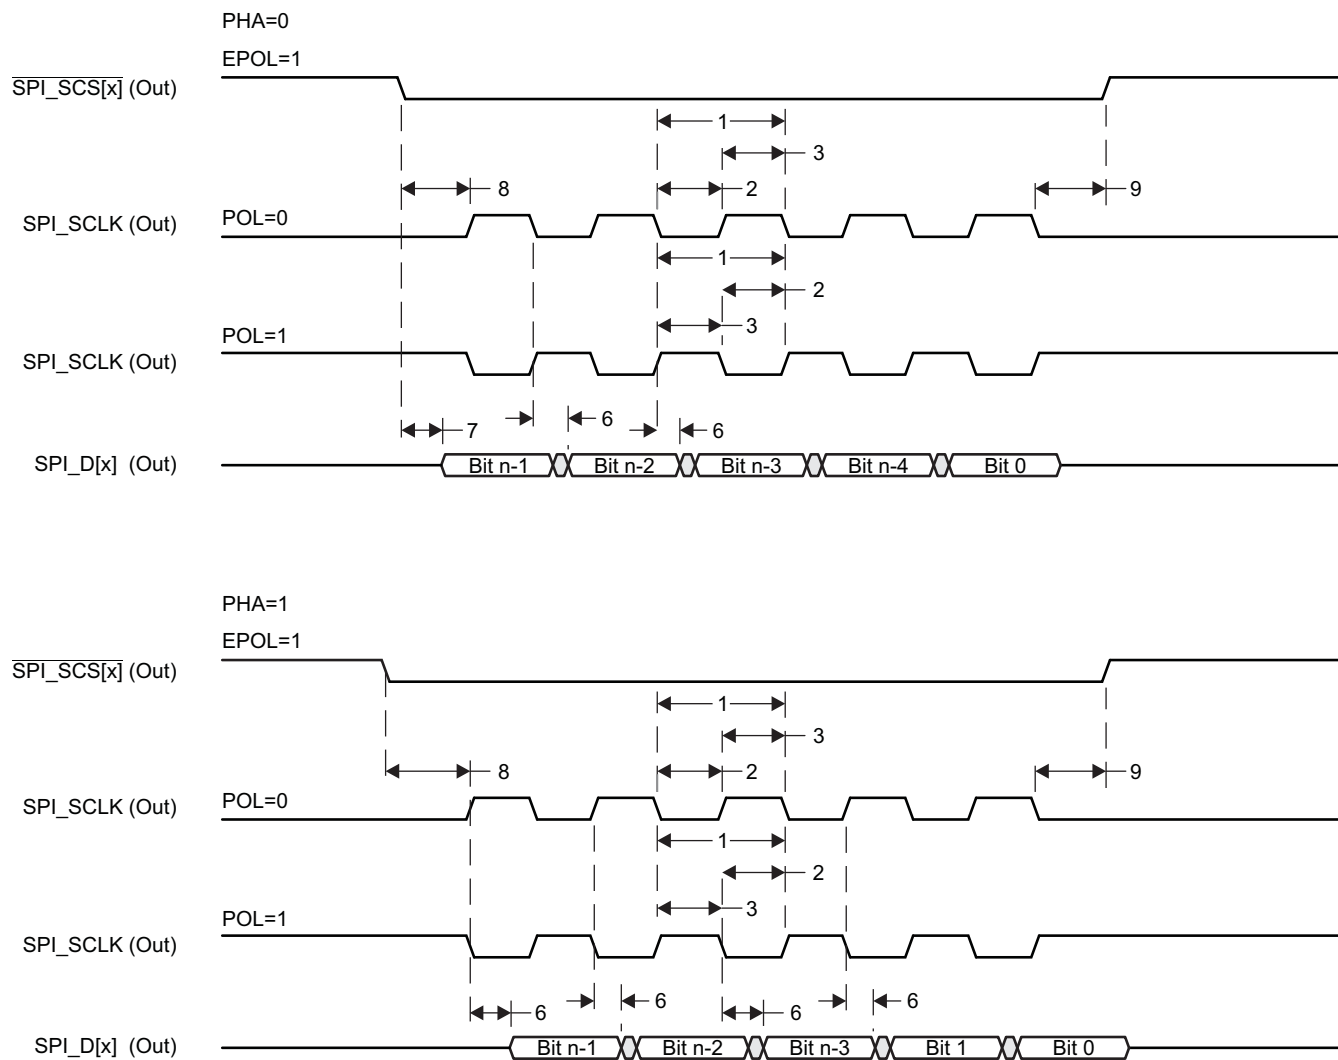 PHA=0
EPOL=1
SPI_SCS[x] (Out)
1
3
8
2
9
SPI_SCLK (Out)
POL=0
1
2
POL=1
3
SPI_SCLK (Out)
6
7
6
SPI_D[x] (Out)
Bit n-1
Bit n-2
Bit n-3
Bit n-4
Bit 0
PHA=1
EPOL=1
SPI_SCS[x] (Out)
1
3
8
2
9
SPI_SCLK (Out)
POL=0
1
2
3
POL=1
SPI_SCLK (Out)
6
6
6
6
SPI_D[x] (Out)
Bit n-1
Bit n-2
Bit n-3
Bit 1
Bit 0